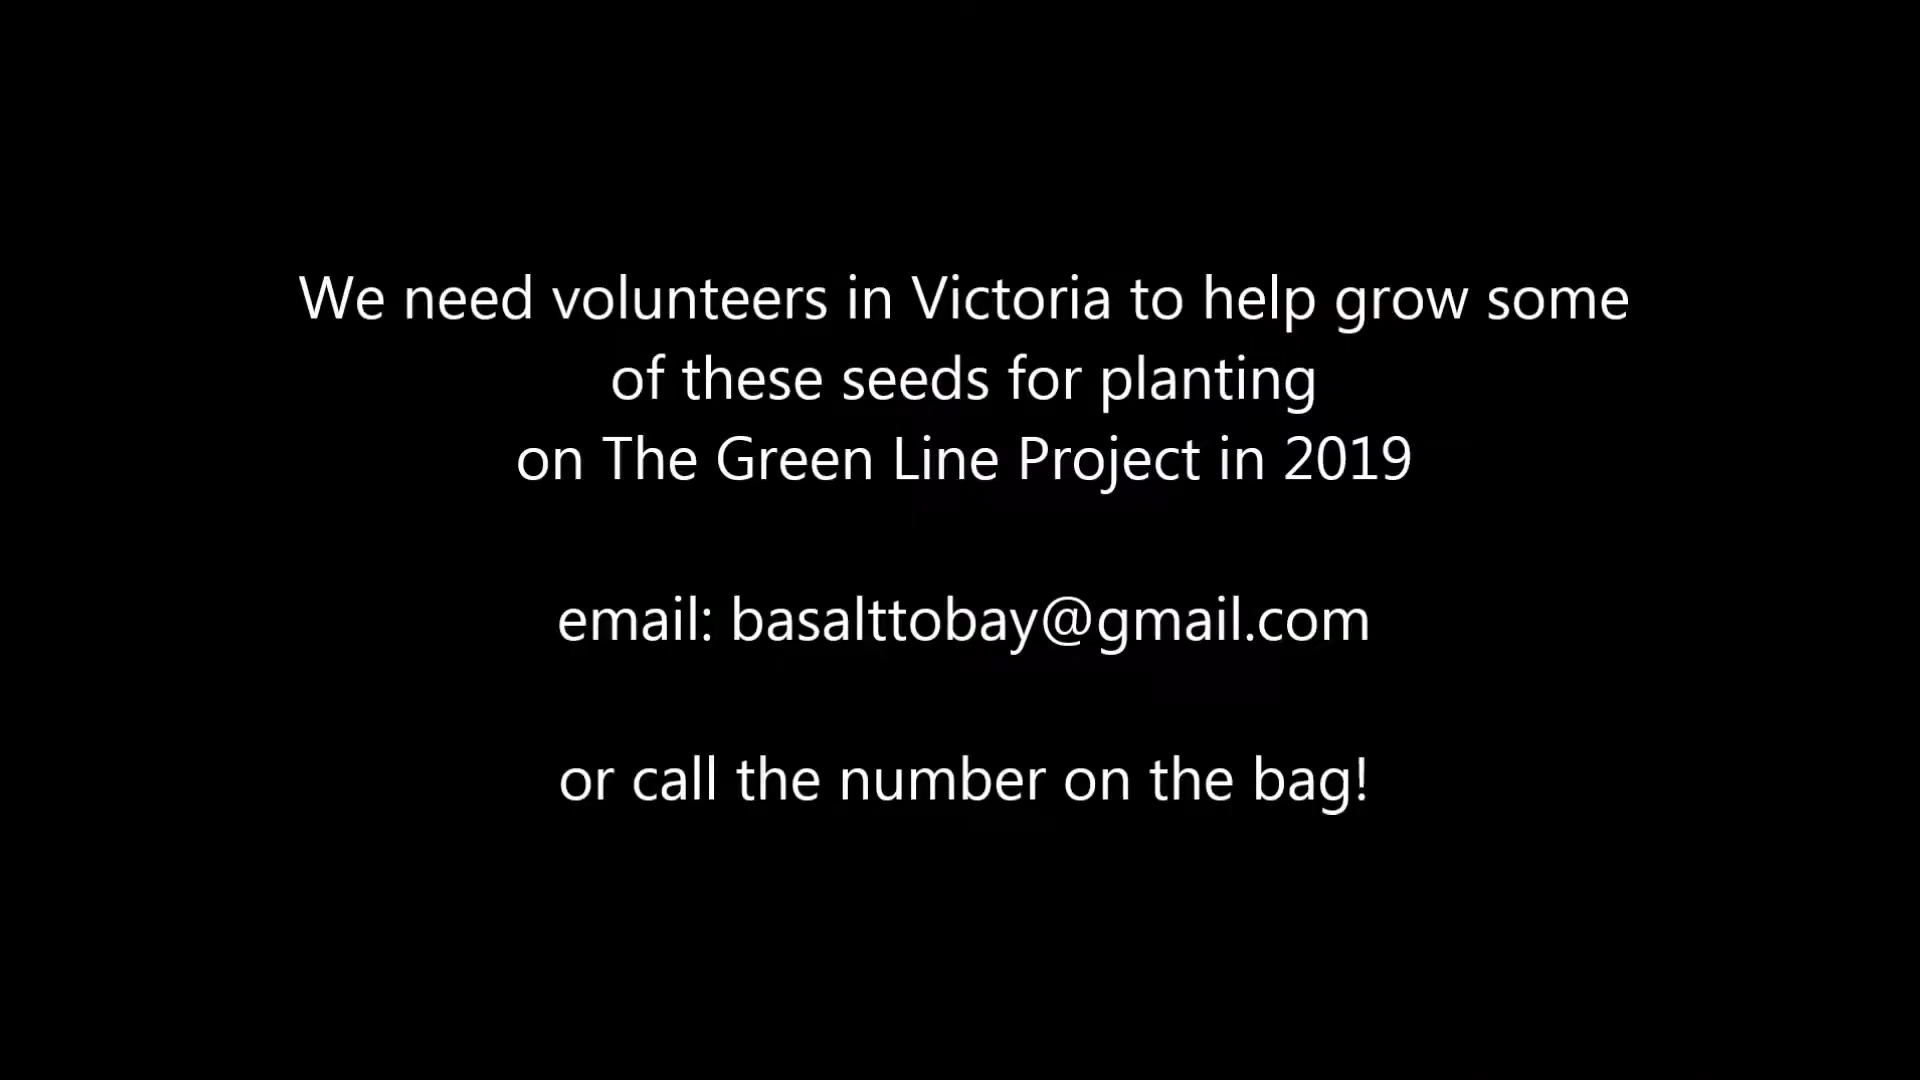 We need volunteers in Victoria to help grow some
of these seeds for planting
on The Green Line Project in 2019
email: basalttobay@gmail.com
or call the number on the bag!